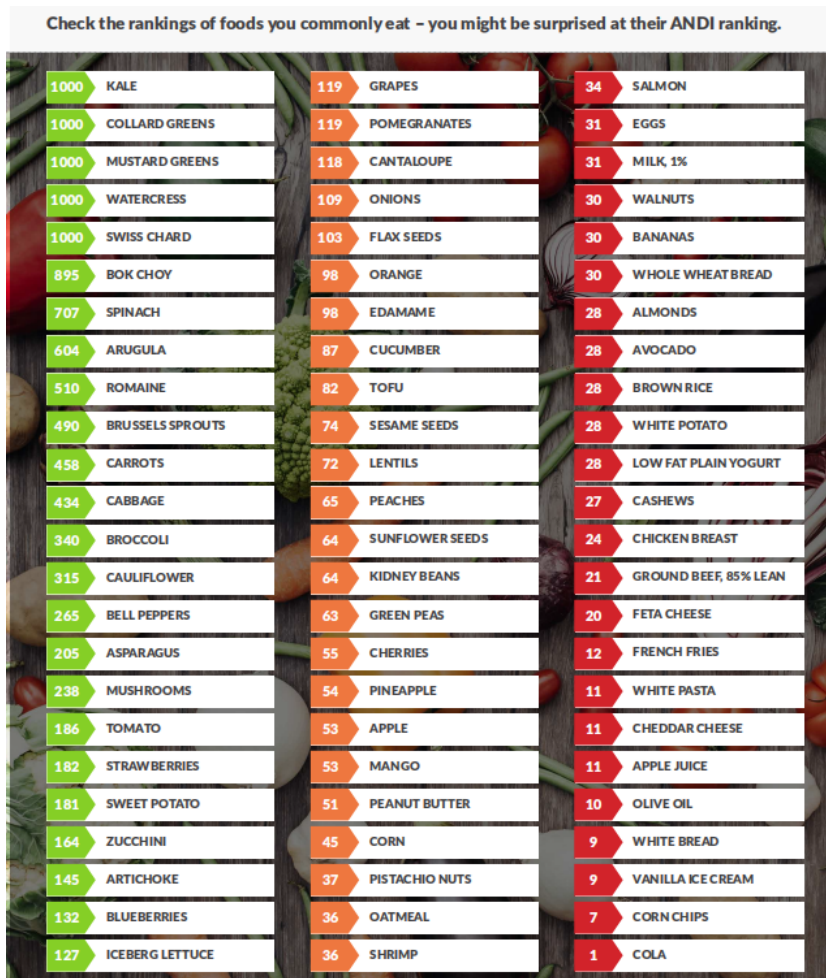 Check the rankings of foods you commonly eat – you might be surprised at their ANDI ranking.
1000 KALE
1000 COLLARD GREENS
1000 MUSTARD GREENS
1000 WATERCRESS
1000 SWISS CHARD
895 BOK CHOY
707 SPINACH
604 ARUGULA
510 ROMAINE
490 BRUSSELS SPROUTS
458 CARROTS
434 CABBAGE
340 BROCCOLI
315 CAULIFLOWER
265 BELL PEPPERS
205 ASPARAGUS
238 MUSHROOMS
186 TOMATO
182 STRAWBERRIES
181 SWEET POTATO
164 ZUCCHINI
145 ARTICHOKE
132 BLUEBERRIES
127 ICEBERG LETTUCE
119 GRAPES
119 POMEGRANATES
118 CANTALOUPE
109 ONIONS
103 FLAX SEEDS
98 ORANGE
98 EDAMAME
87 CUCUMBER
82 TOFU
74 SESAME SEEDS
72 LENTILS
65 PEACHES
64 SUNFLOWER SEEDS
64 KIDNEY BEANS
63 GREEN PEAS
55 CHERRIES
54 PINEAPPLE
53 APPLE
53 MANGO
51 PEANUT BUTTER
45 CORN
37 PISTACHIO NUTS
36 OATMEAL
36 SHRIMP
34 SALMON
31 EGGS
31 MILK, 1%
30 WALNUTS
30 BANANAS
30 WHOLE WHEAT BREAD
28 ALMONDS
28 AVOCADO
28 BROWN RICE
28 WHITE POTATO
28 LOW FAT PLAIN YOGURT
27 CASHEWS
24 CHICKEN BREAST
21 GROUND BEEF, 85% LEAN
20 FETA CHEESE
12 FRENCH FRIES
11 WHITE PASTA
11 CHEDDAR CHEESE
11 APPLE JUICE
10 OLIVE OIL
9 WHITE BREAD
9 VANILLA ICE CREAM
7 CORN CHIPS
1 COLA